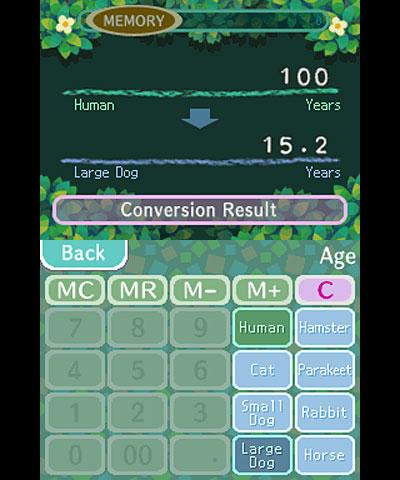 MEMORY
8
100
Human Years
15.2
Large Dog Years
Conversion Result
Back Age
MC MR M- M+ C
7 8 9 Human Hamster
4 5 6 Cat Parakeet
1 2 3 Small Dog Rabbit
0 00 . Large Dog Horse